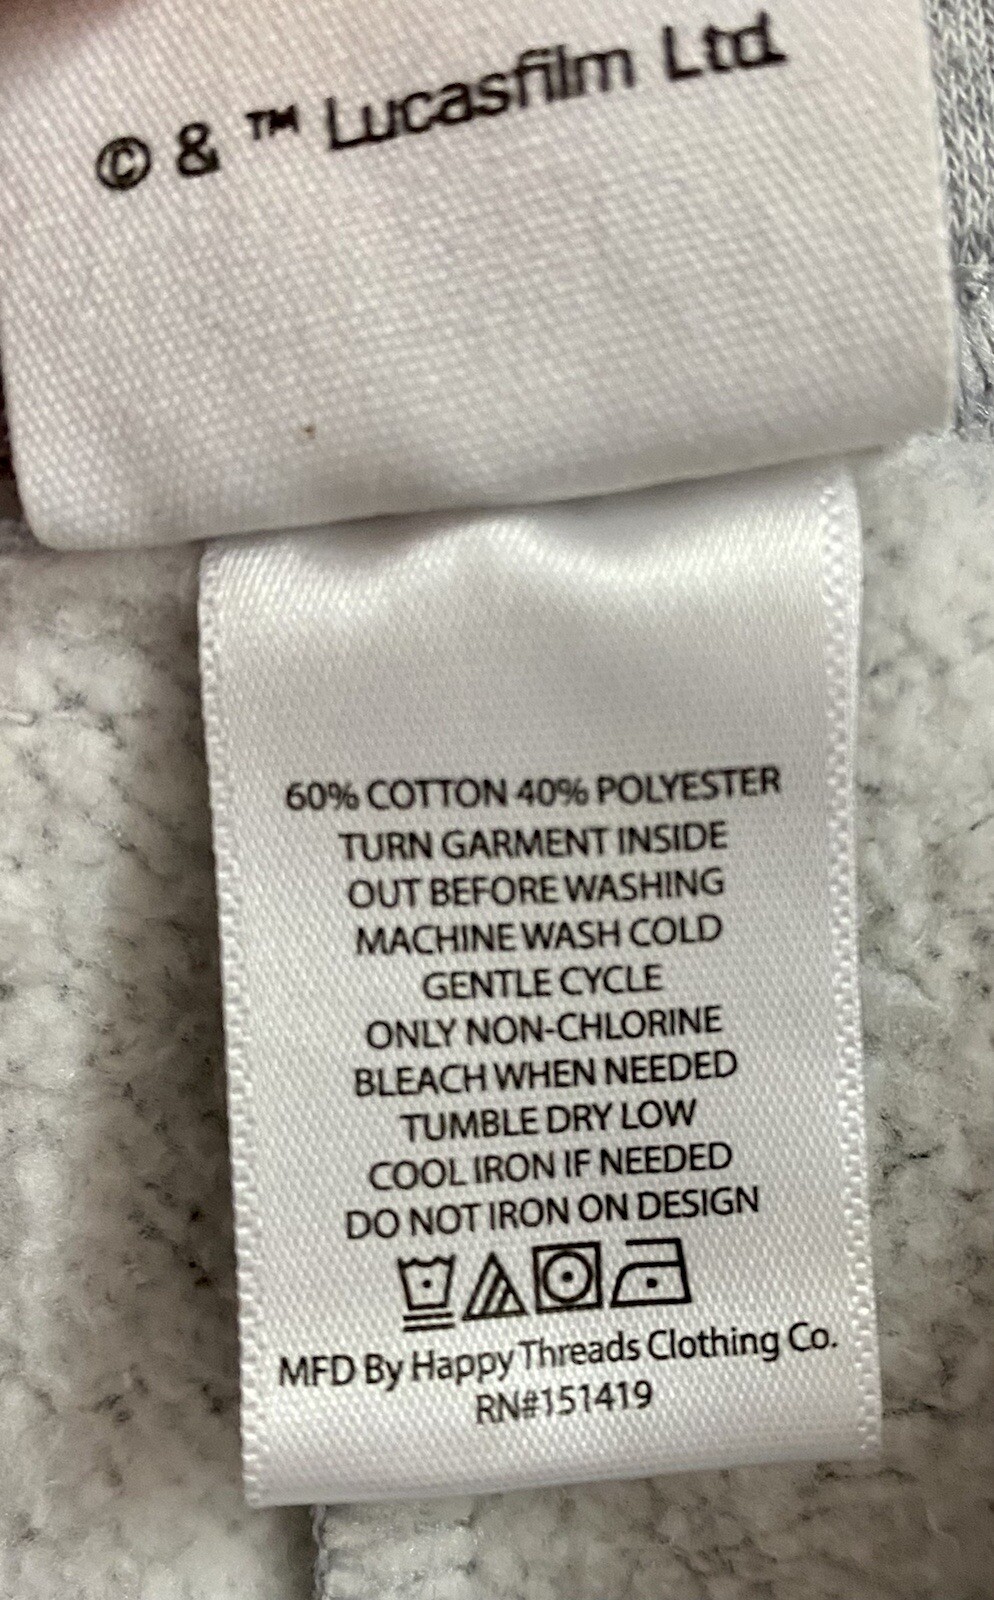 © & ™ Lucasfilm Ltd.
60% COTTON 40% POLYESTER
TURN GARMENT INSIDE
OUT BEFORE WASHING
MACHINE WASH COLD
GENTLE CYCLE
ONLY NON-CHLORINE
BLEACH WHEN NEEDED
TUMBLE DRY LOW
COOL IRON IF NEEDED
DO NOT IRON ON DESIGN
MFD By Happy Threads Clothing Co.
RN#151419